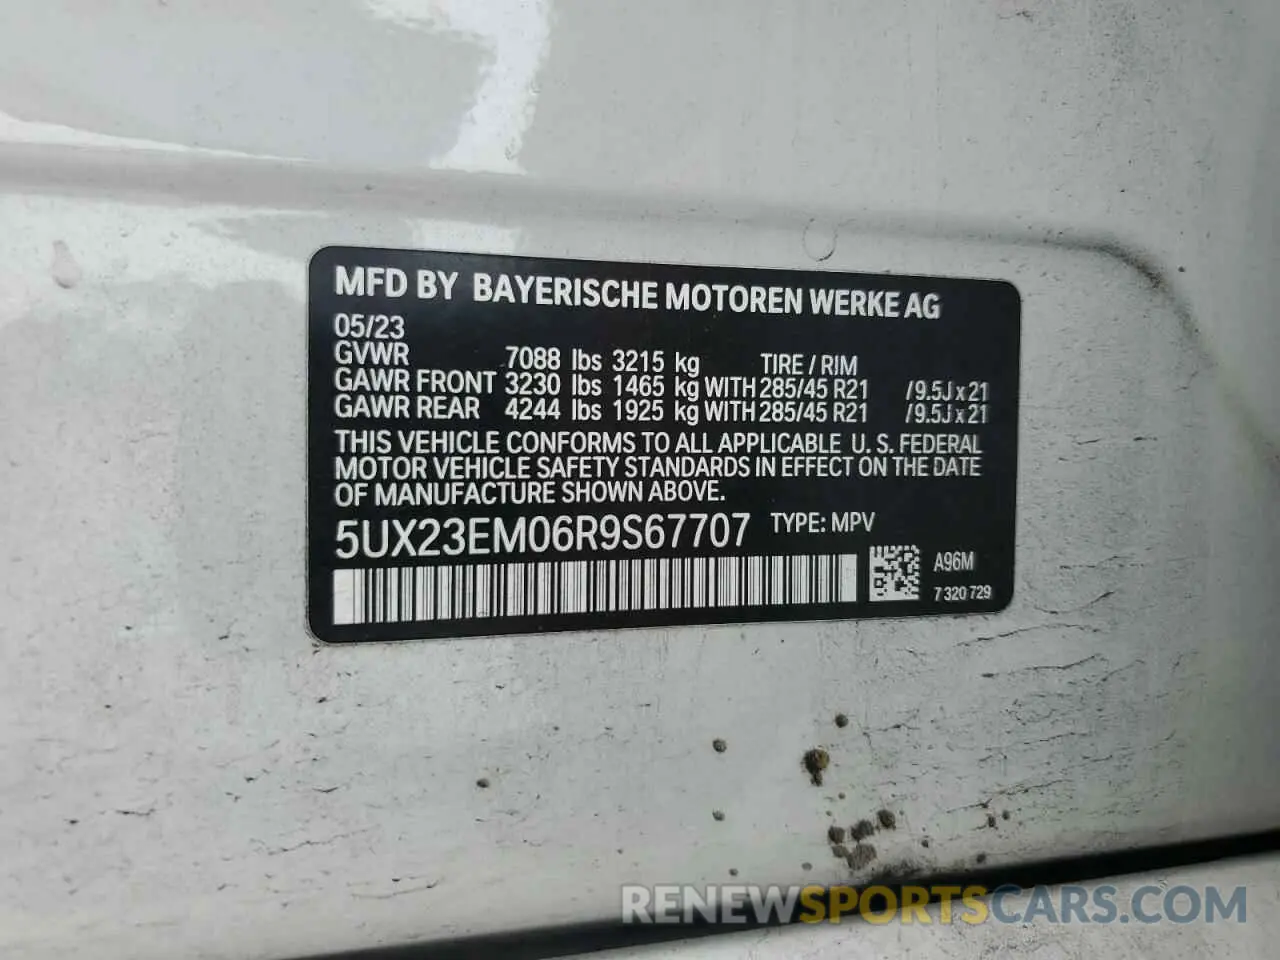 MFD BY BAYERISCHE MOTOREN WERKE AG
05/23
GVWR 7088 lbs 3215 kg TIRE / RIM
GAWR FRONT 3230 lbs 1465 kg WITH 285/45 R21 /9.5J x 21
GAWR REAR 4244 lbs 1925 kg WITH 285/45 R21 /9.5J x 21
THIS VEHICLE CONFORMS TO ALL APPLICABLE U. S. FEDERAL
MOTOR VEHICLE SAFETY STANDARDS IN EFFECT ON THE DATE
OF MANUFACTURE SHOWN ABOVE.
5UX23EM06R9S67707 TYPE: MPV
A96M
7 320 729
RENEWSPORTSCARS.COM